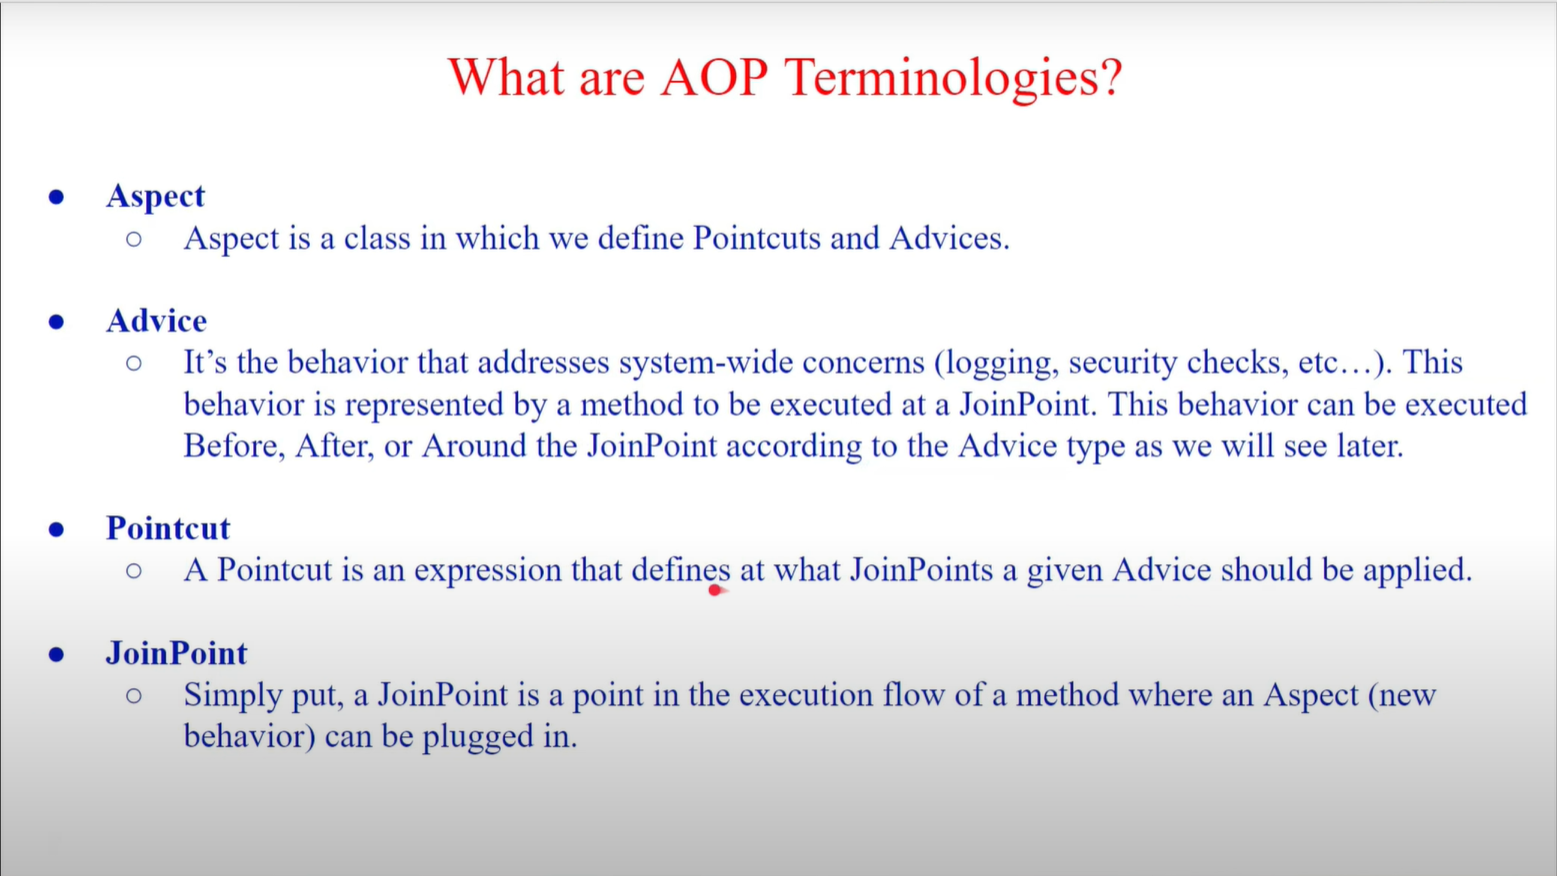 What are AOP Terminologies?
● Aspect
○ Aspect is a class in which we define Pointcuts and Advices.
● Advice
○ It’s the behavior that addresses system-wide concerns (logging, security checks, etc…). This
behavior is represented by a method to be executed at a JoinPoint. This behavior can be executed
Before, After, or Around the JoinPoint according to the Advice type as we will see later.
● Pointcut
○ A Pointcut is an expression that defines at what JoinPoints a given Advice should be applied.
● JoinPoint
○ Simply put, a JoinPoint is a point in the execution flow of a method where an Aspect (new
behavior) can be plugged in.